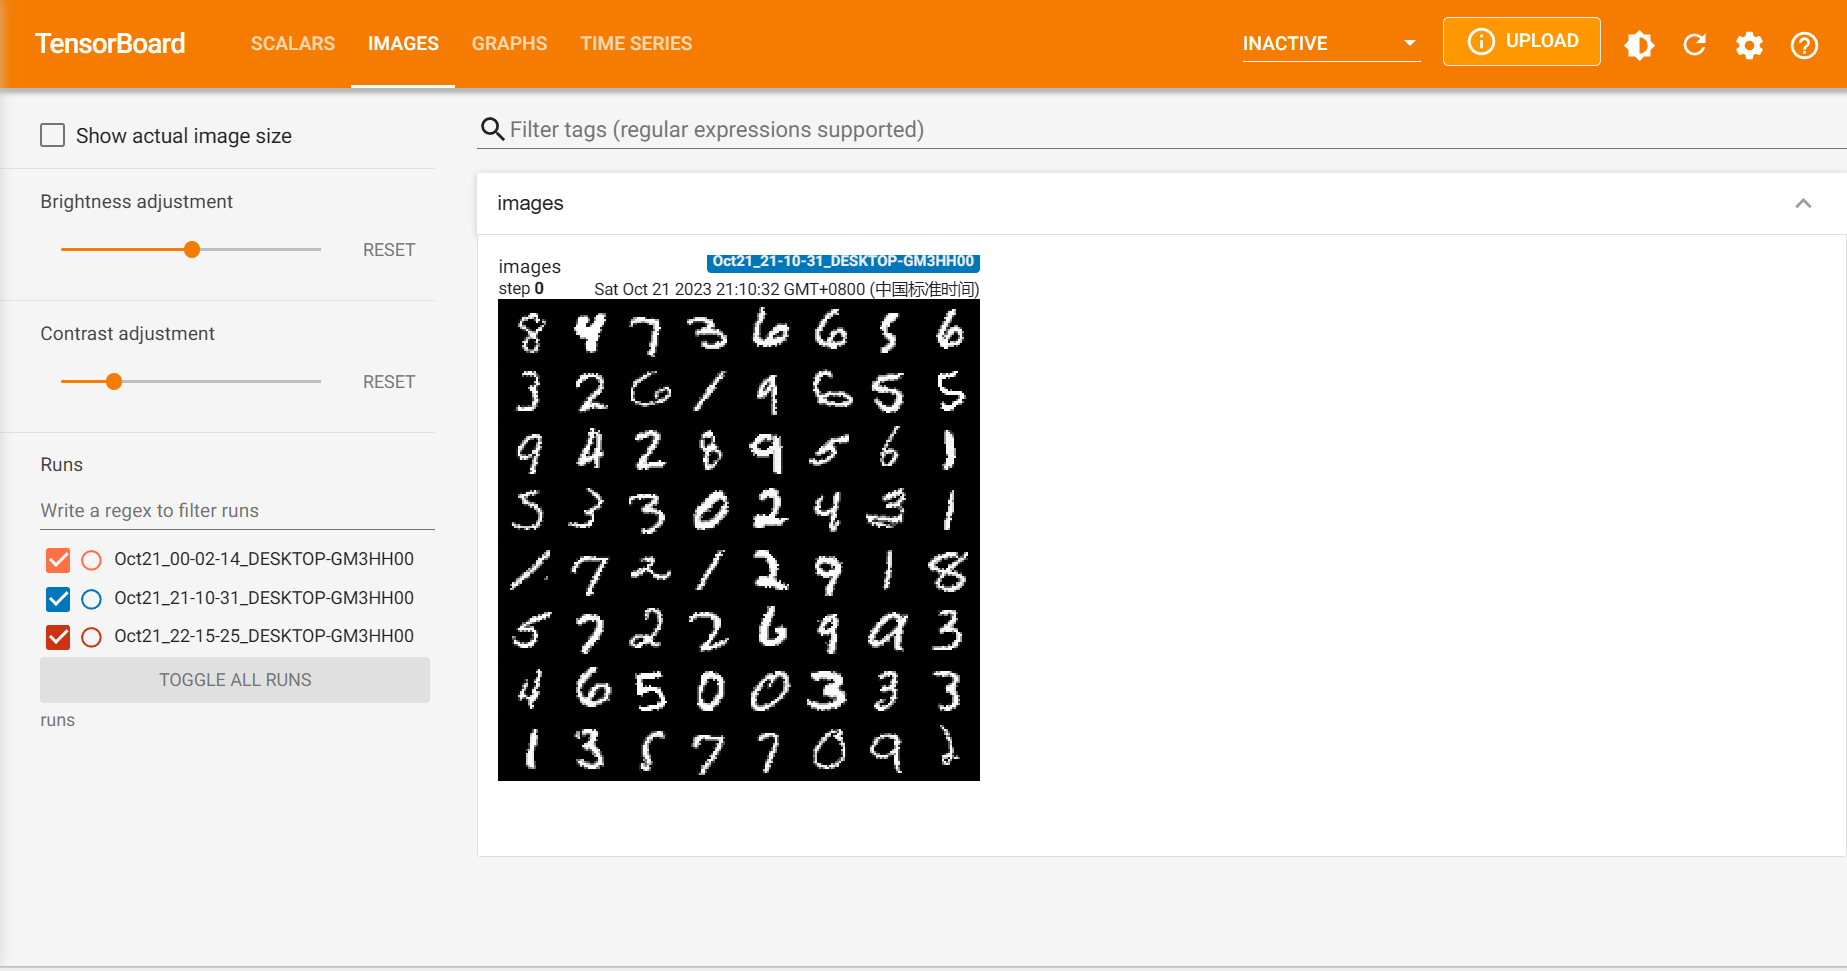 TensorBoard SCALARS IMAGES GRAPHS TIME SERIES INACTIVE UPLOAD
Show actual image size
Brightness adjustment
RESET
Contrast adjustment
RESET
Runs
Write a regex to filter runs
Oct21_00-02-14_DESKTOP-GM3HH00
Oct21_21-10-31_DESKTOP-GM3HH00
Oct21_22-15-25_DESKTOP-GM3HH00
TOGGLE ALL RUNS
runs
Filter tags (regular expressions supported)
images
images Oct21_21-10-31_DESKTOP-GM3HH00
step 0 Sat Oct 21 2023 21:10:32 GMT+0800 (中国标准时间)
8 4 7 3 6 6 5 6
3 2 6 1 9 6 5 5
9 4 2 8 9 5 6 1
5 3 3 0 2 4 3 1
1 7 2 1 2 9 1 8
5 7 2 2 6 9 9 3
4 6 5 0 0 3 3 3
1 3 5 7 7 0 9 2